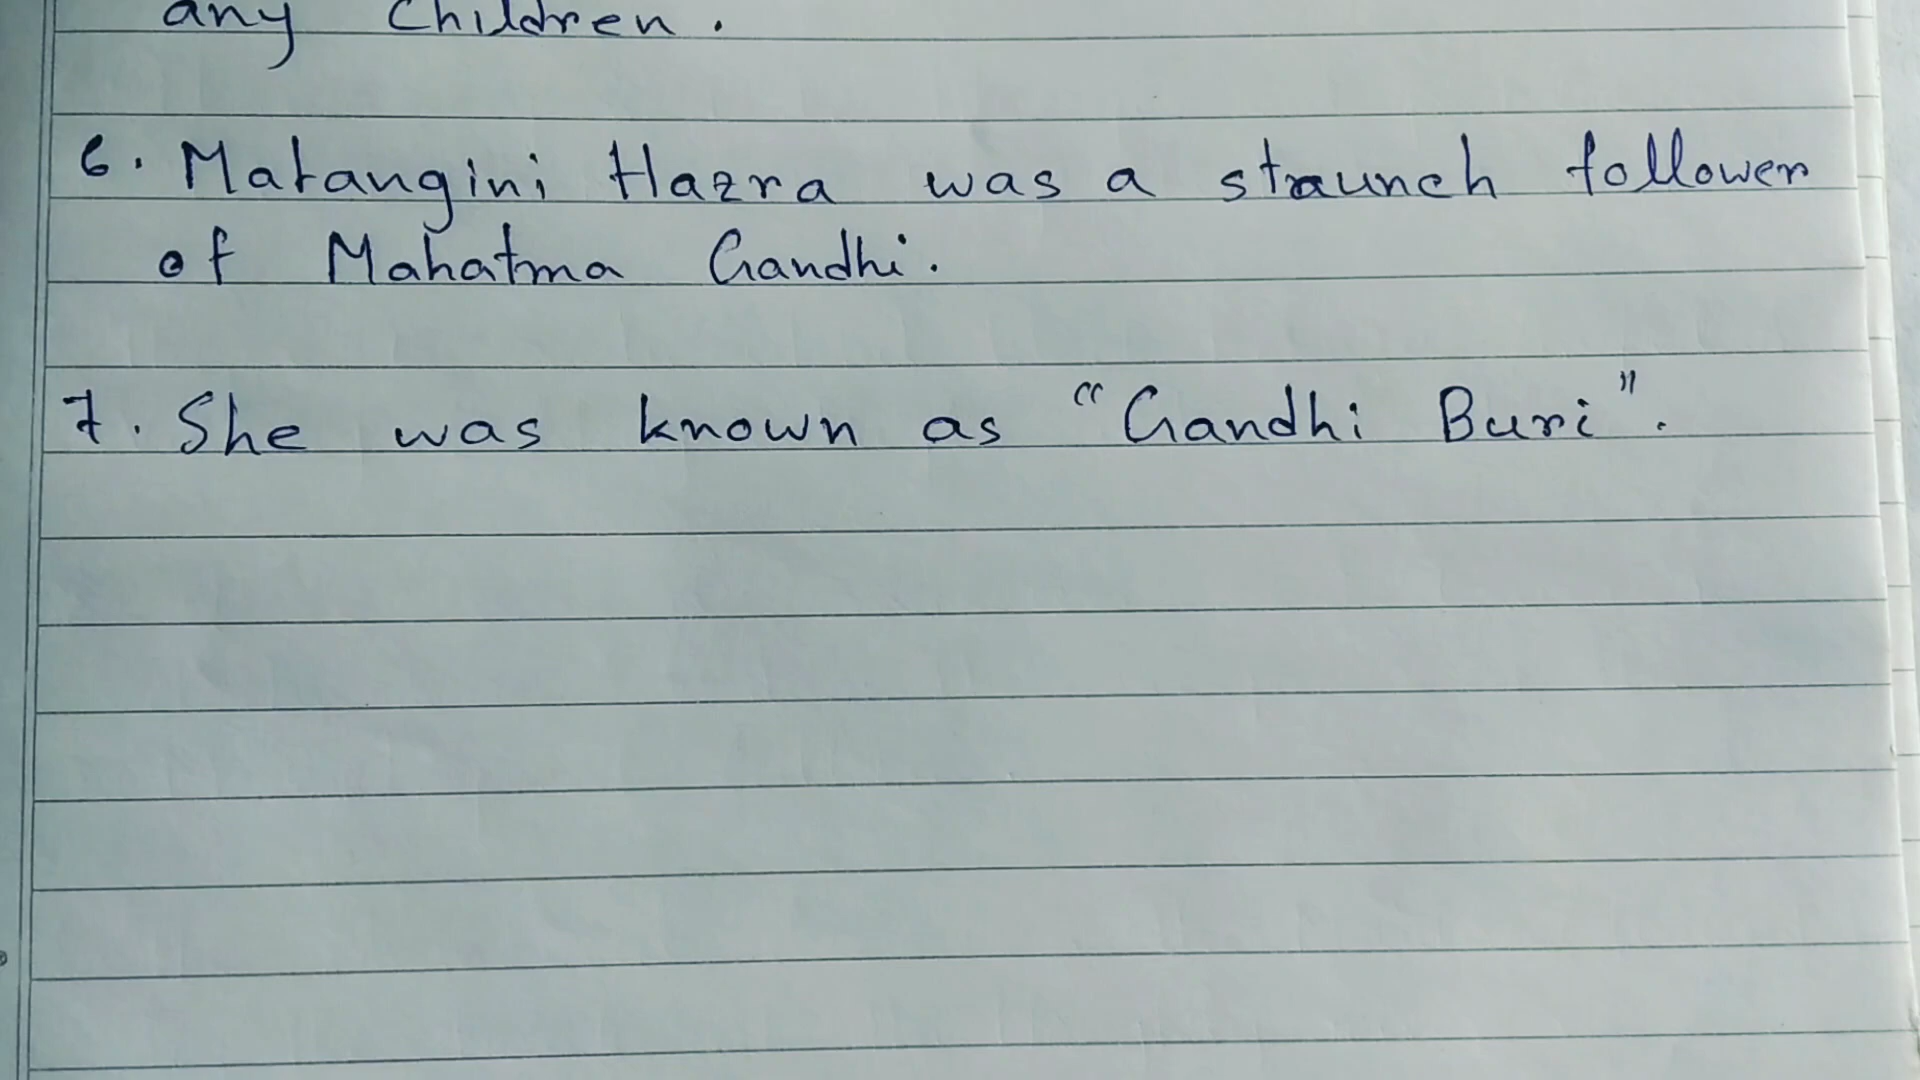 any Children.
6. Matangini Hazra was a staunch follower
of Mahatma Gandhi.
7. She was known as "Gandhi Buri".